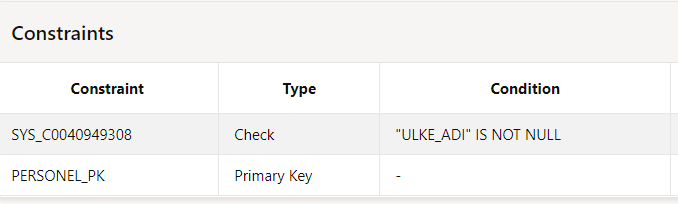 Constraints
Constraint Type Condition
SYS_C0040949308 Check "ULKE_ADI" IS NOT NULL
PERSONEL_PK Primary Key -